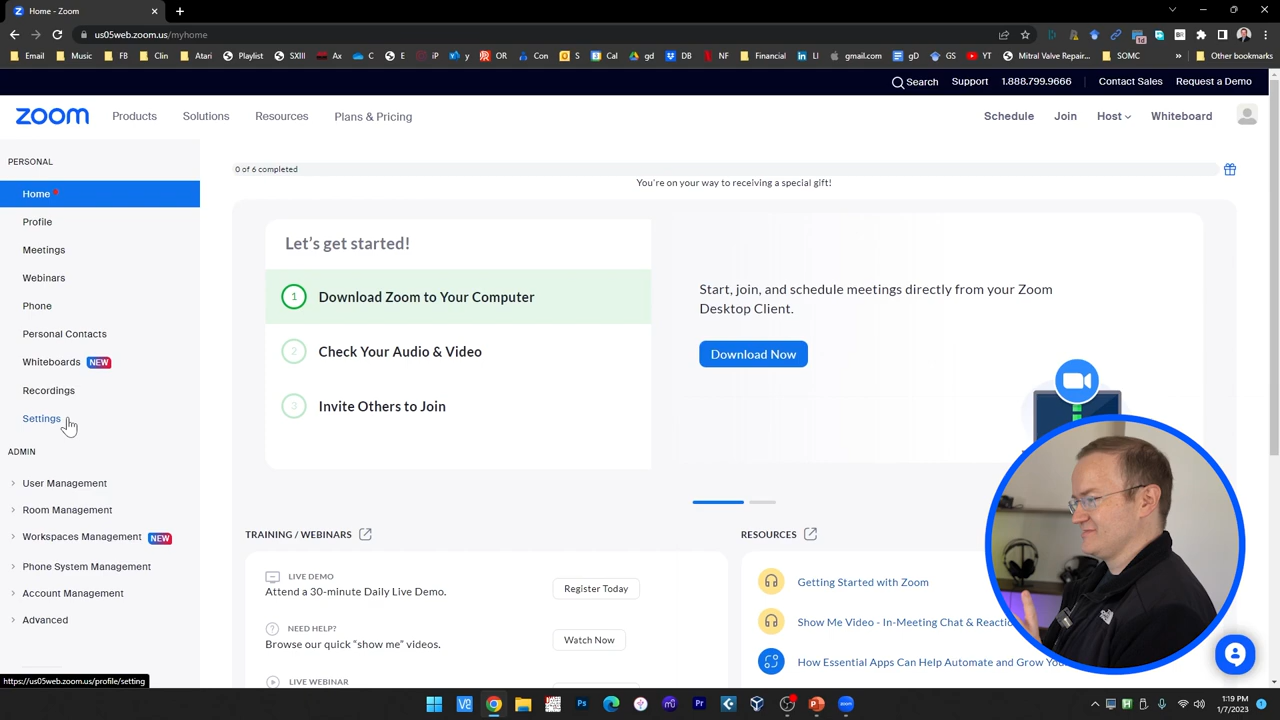 Z Home - Zoom
us05web.zoom.us/myhome
Email
Music
Clin
Atari
Playlist
SXIII
Ax
C
E
P
y
OR
Con
S
Cal
gd
DB
NF
Financial
LI
gmail.com
gD
GS
YT
Mitral Valve Repair...
SOMC
»
Other bookmarks
Search
Support
1.888.799.9666
Contact Sales
Request a Demo
zoom
Products
Solutions
Resources
Plans & Pricing
Schedule
Join
Host
Whiteboard
PERSONAL
Home
Profile
Meetings
Webinars
Phone
Personal Contacts
Whiteboards NEW
Recordings
Settings
ADMIN
User Management
Room Management
Workspaces Management NEW
Phone System Management
Account Management
Advanced
https://us05web.zoom.us/profile/setting
0 of 6 completed
You're on your way to receiving a special gift!
Let's get started!
1 Download Zoom to Your Computer
2 Check Your Audio & Video
3 Invite Others to Join
Start, join, and schedule meetings directly from your Zoom
Desktop Client.
Download Now
TRAINING / WEBINARS
LIVE DEMO
Attend a 30-minute Daily Live Demo.
Register Today
NEED HELP?
Browse our quick "show me" videos.
Watch Now
LIVE WEBINAR
RESOURCES
Getting Started with Zoom
Show Me Video - In-Meeting Chat & Reactio
How Essential Apps Can Help Automate and Grow You
1:19 PM
1/7/2023